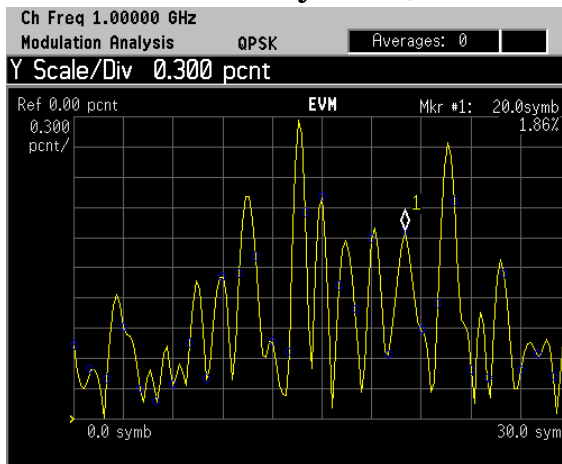 Ch Freq 1.00000 GHz
Modulation Analysis QPSK Averages: 0
Y Scale/Div 0.300 pcnt
Ref 0.00 pcnt EVM Mkr #1: 20.0symb
0.300 1.86%
pcnt/
1
0.0 symb 30.0 sym